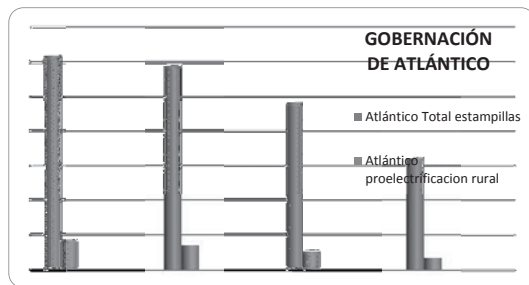 GOBERNACIÓN
DE ATLÁNTICO
Atlántico Total estampillas
Atlántico
proelectrificacion rural